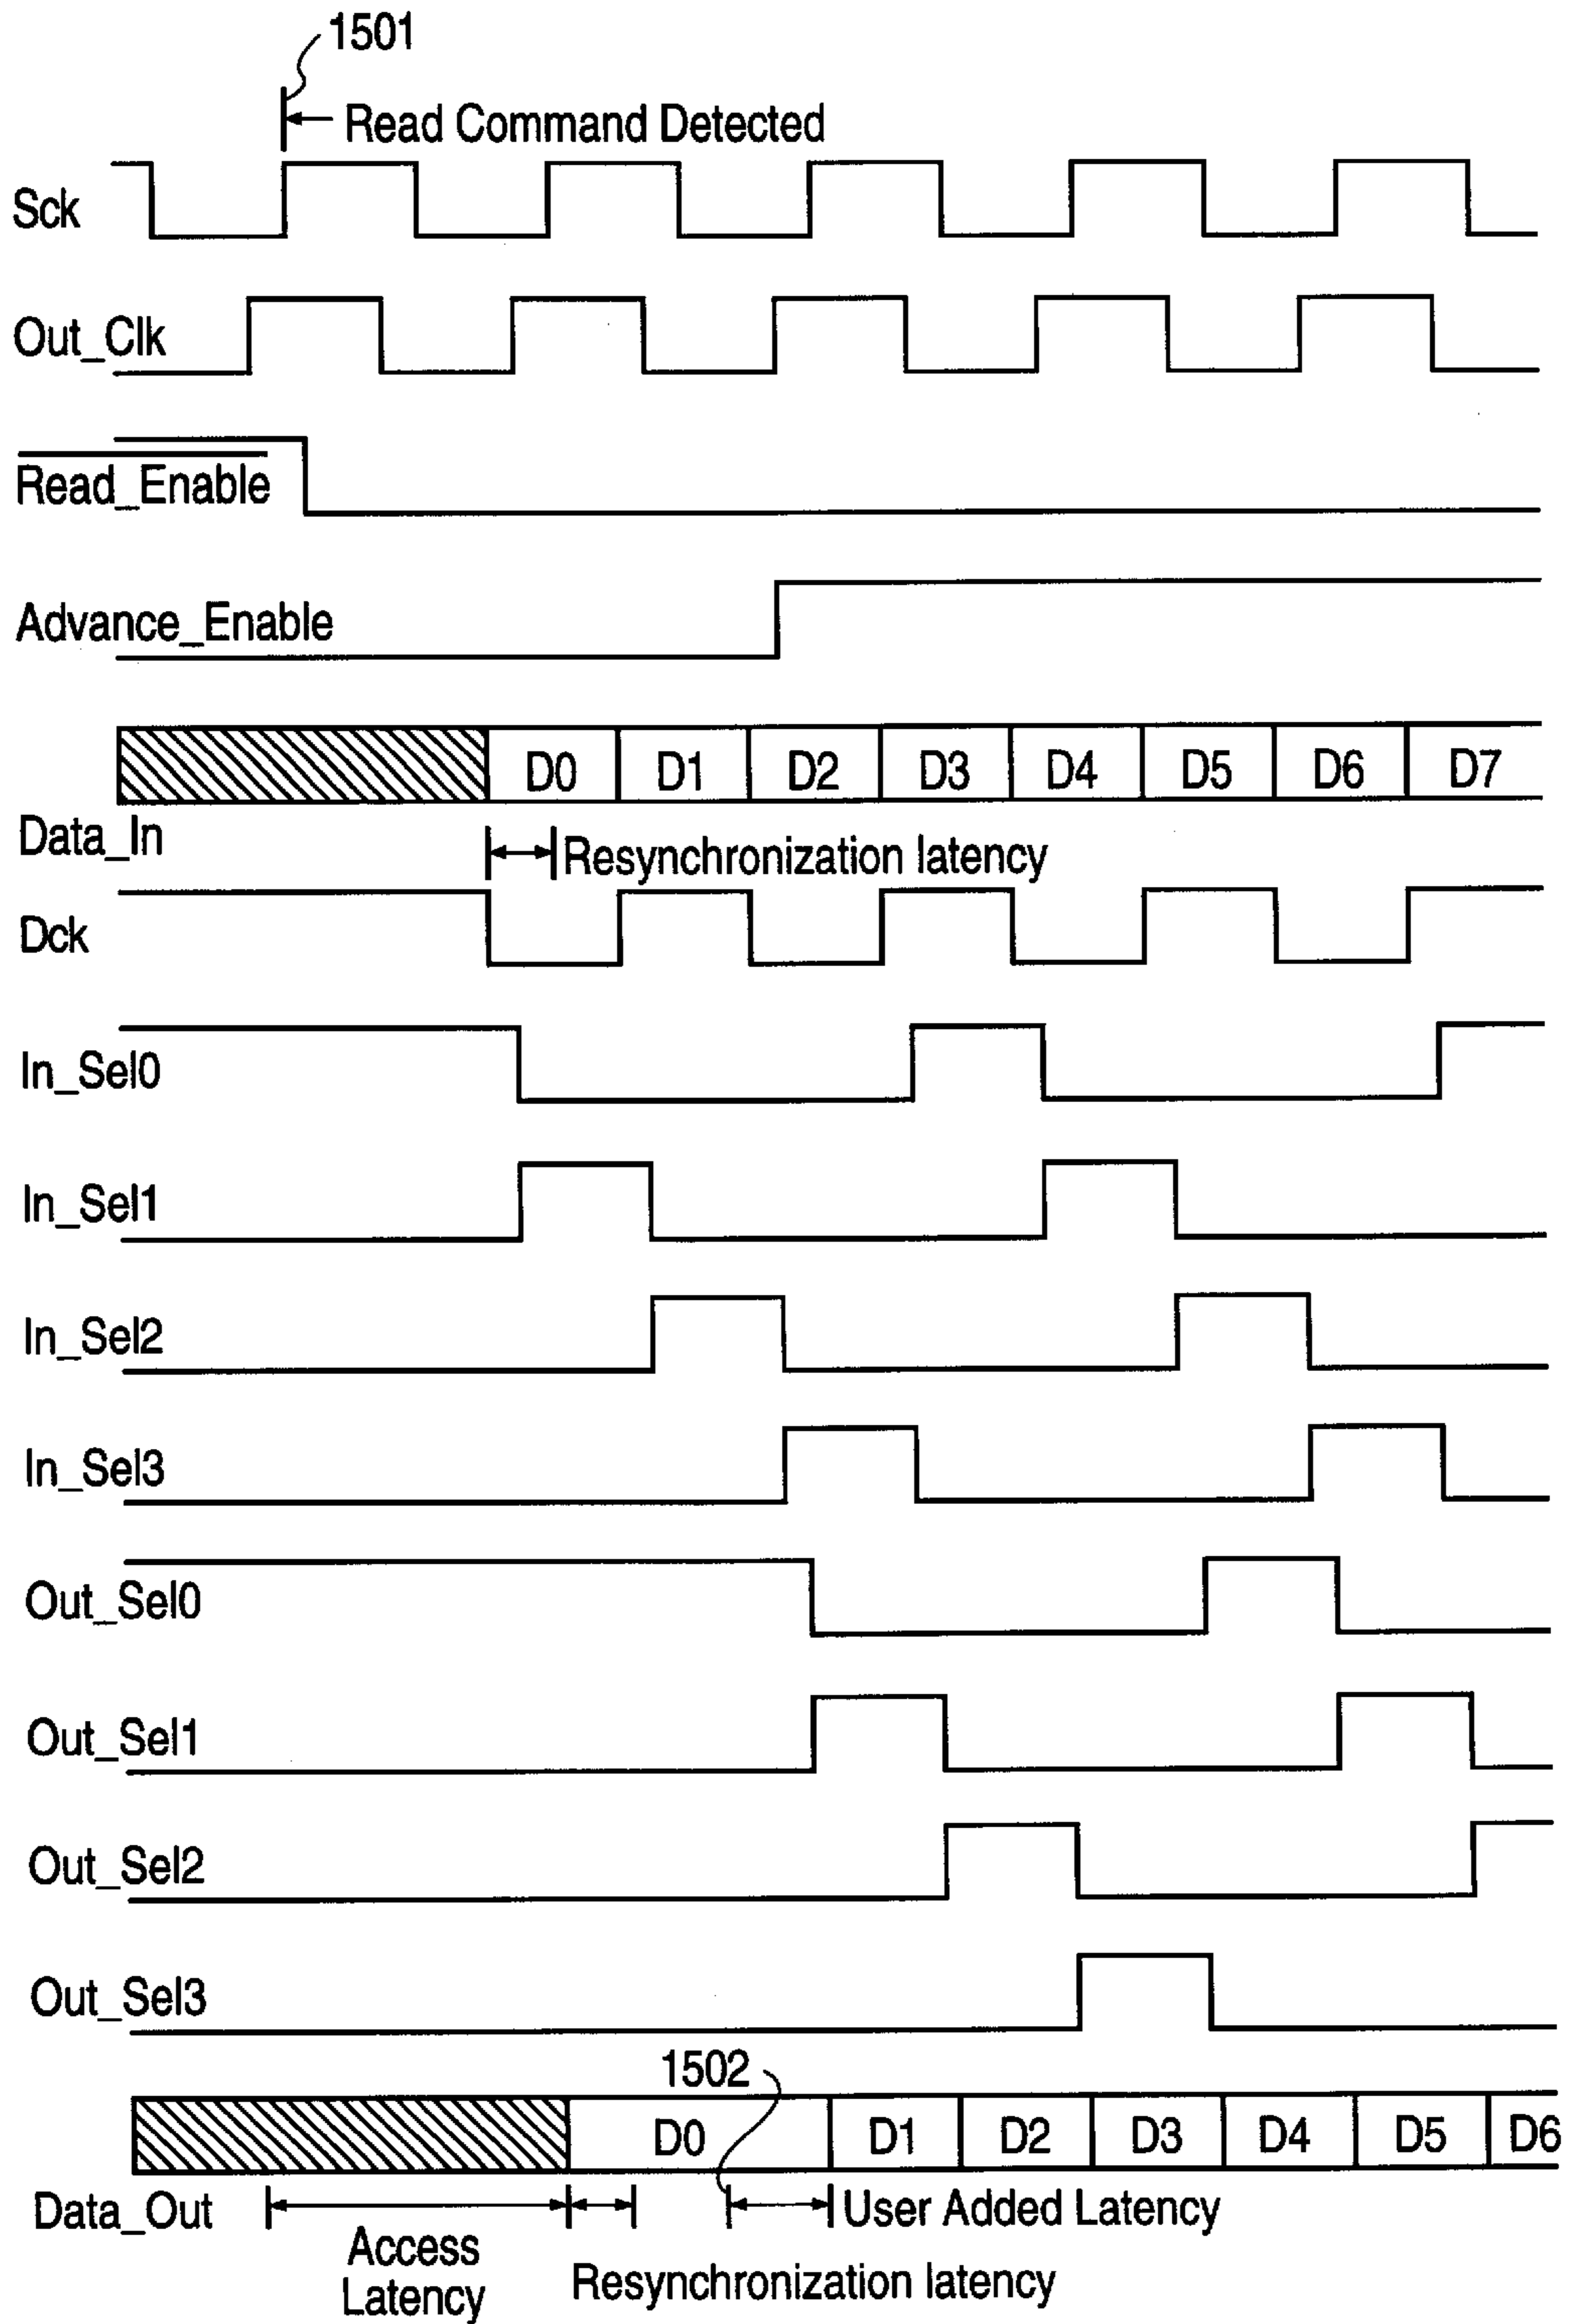 1501
Read Command Detected
Sck
Out_Clk
Read_Enable
Advance_Enable
D0 D1 D2 D3 D4 D5 D6 D7
Data_In
Resynchronization latency
Dck
In_Sel0
In_Sel1
In_Sel2
In_Sel3
Out_Sel0
Out_Sel1
Out_Sel2
Out_Sel3
1502
D0 D1 D2 D3 D4 D5 D6
Data_Out
User Added Latency
Access
Latency
Resynchronization latency